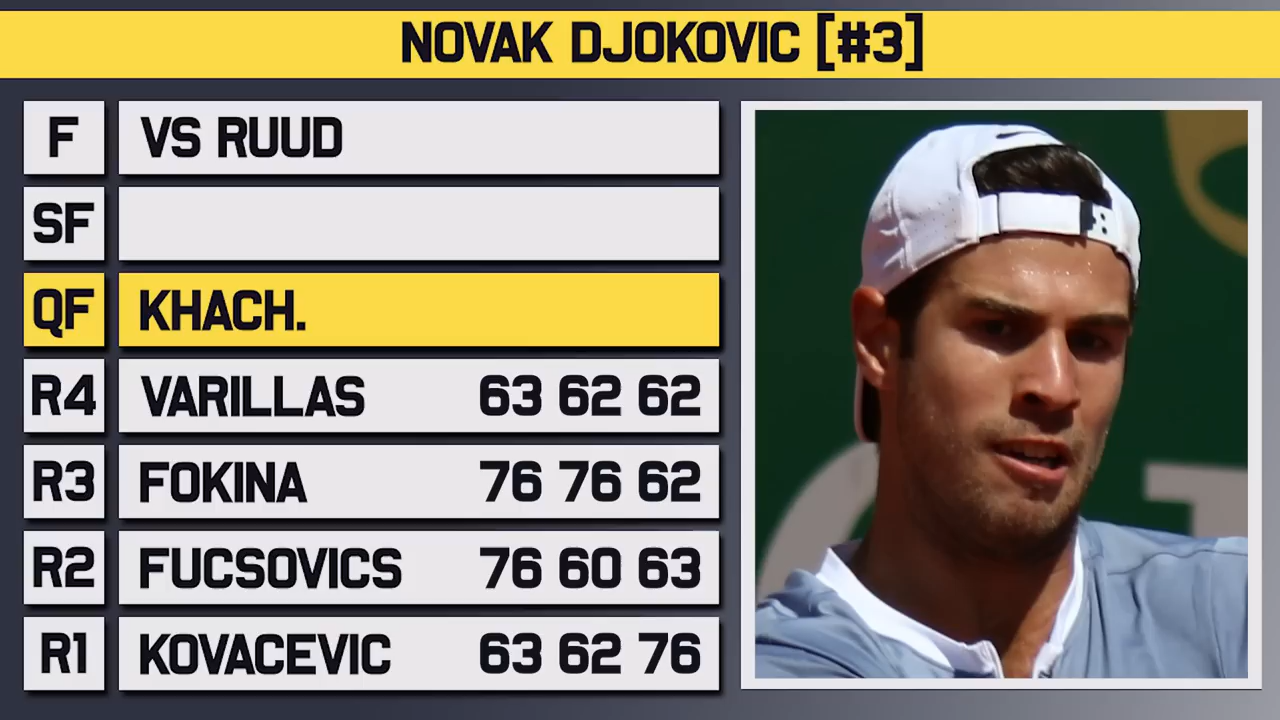 NOVAK DJOKOVIC [#3]
F VS RUUD
SF
QF KHACH.
R4 VARILLAS 63 62 62
R3 FOKINA 76 76 62
R2 FUCSOVICS 76 60 63
R1 KOVACEVIC 63 62 76